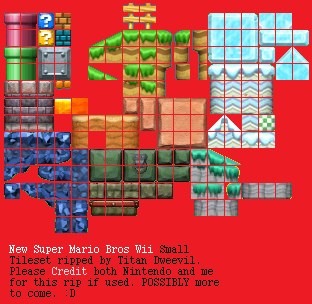 New Super Mario Bros Wii Small
Tileset ripped by Titan Dweevil.
Please Credit both Nintendo and me
for this rip if used. POSSIBLY more
to come. :D